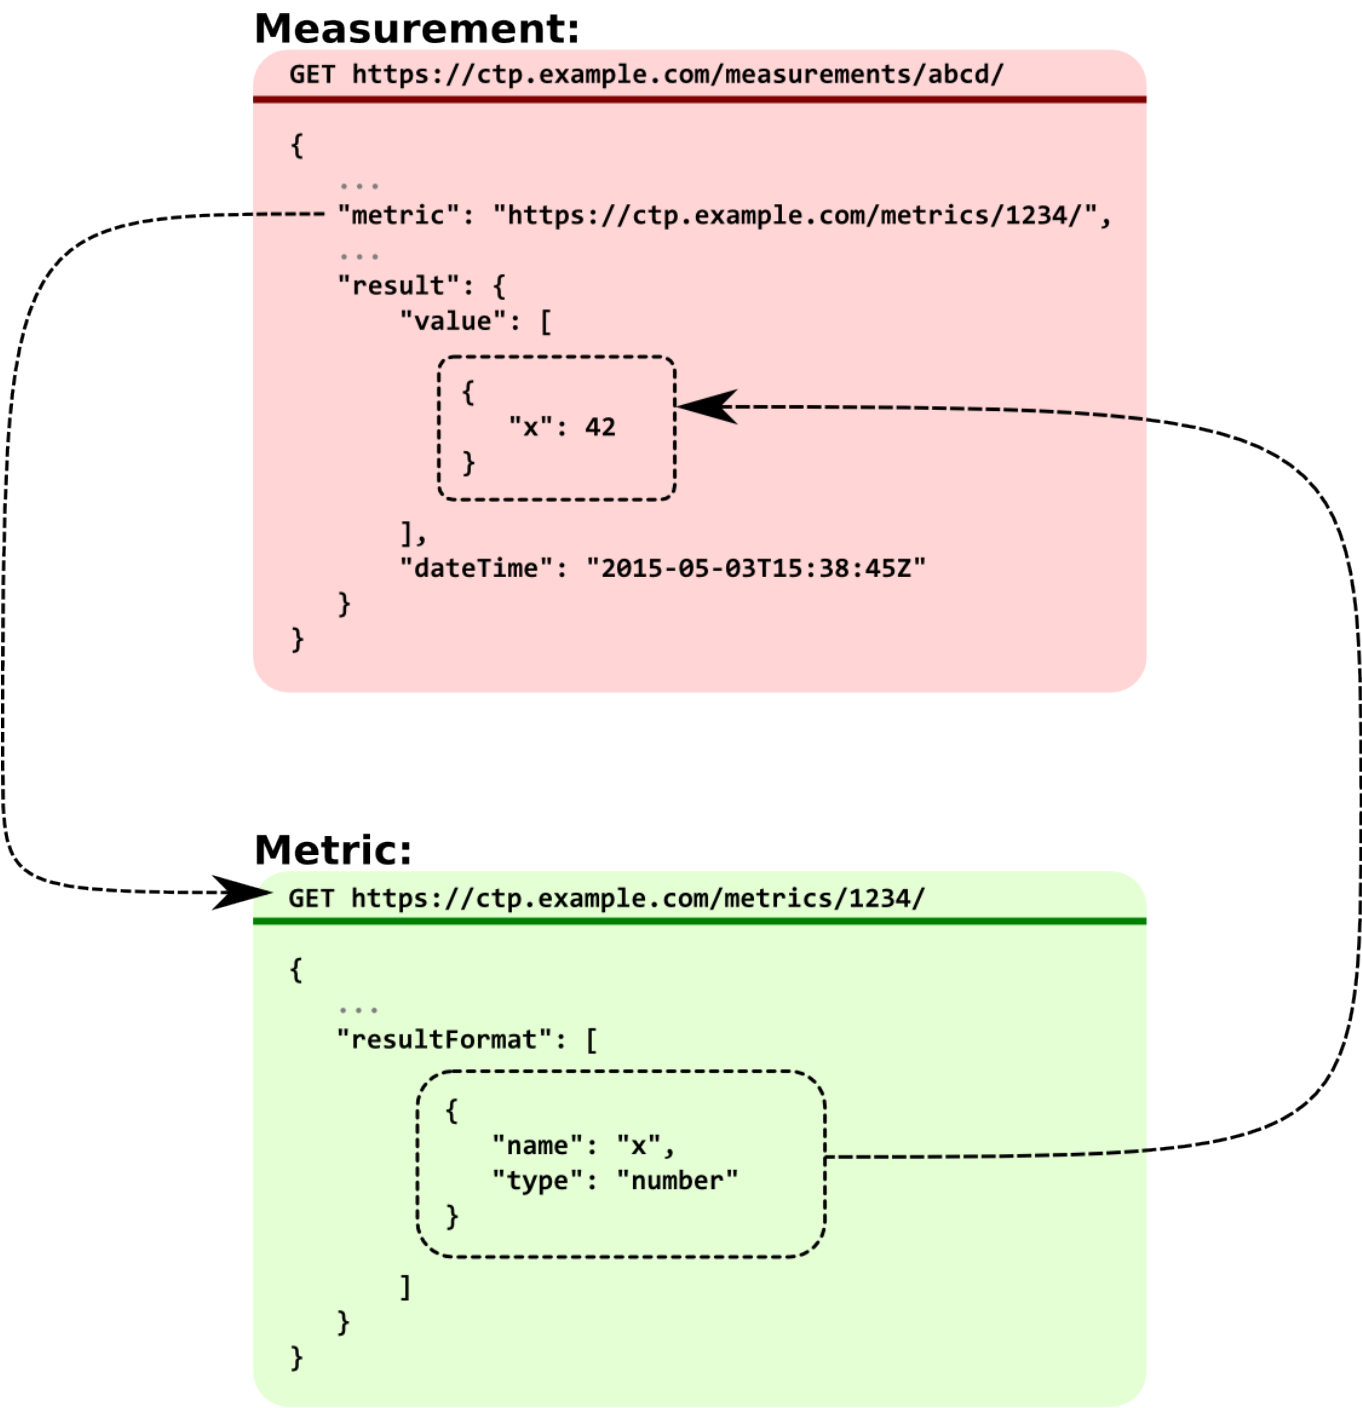 Measurement:
GET https://ctp.example.com/measurements/abcd/
{
...
"metric": "https://ctp.example.com/metrics/1234/",
...
"result": {
"value": [
{
"x": 42
}
],
"dateTime": "2015-05-03T15:38:45Z"
}
}
Metric:
GET https://ctp.example.com/metrics/1234/
{
...
"resultFormat": [
{
"name": "x",
"type": "number"
}
]
}
}